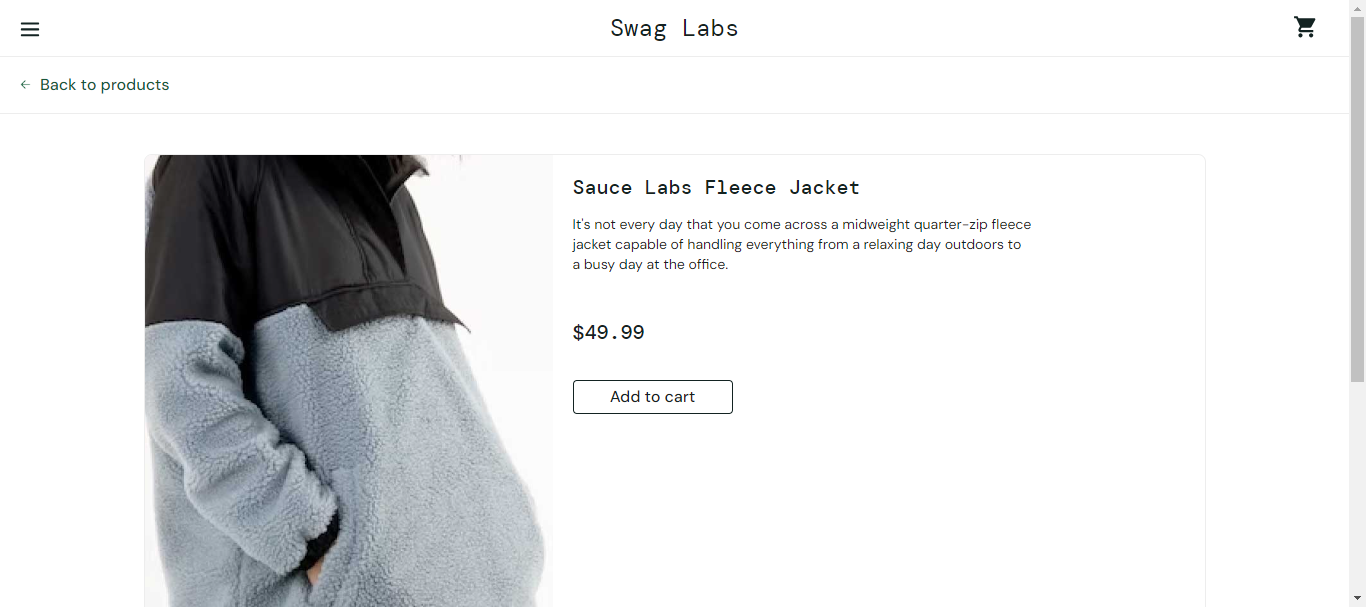 Swag Labs
Back to products
Sauce Labs Fleece Jacket
It's not every day that you come across a midweight quarter-zip fleece
jacket capable of handling everything from a relaxing day outdoors to
a busy day at the office.
$49.99
Add to cart